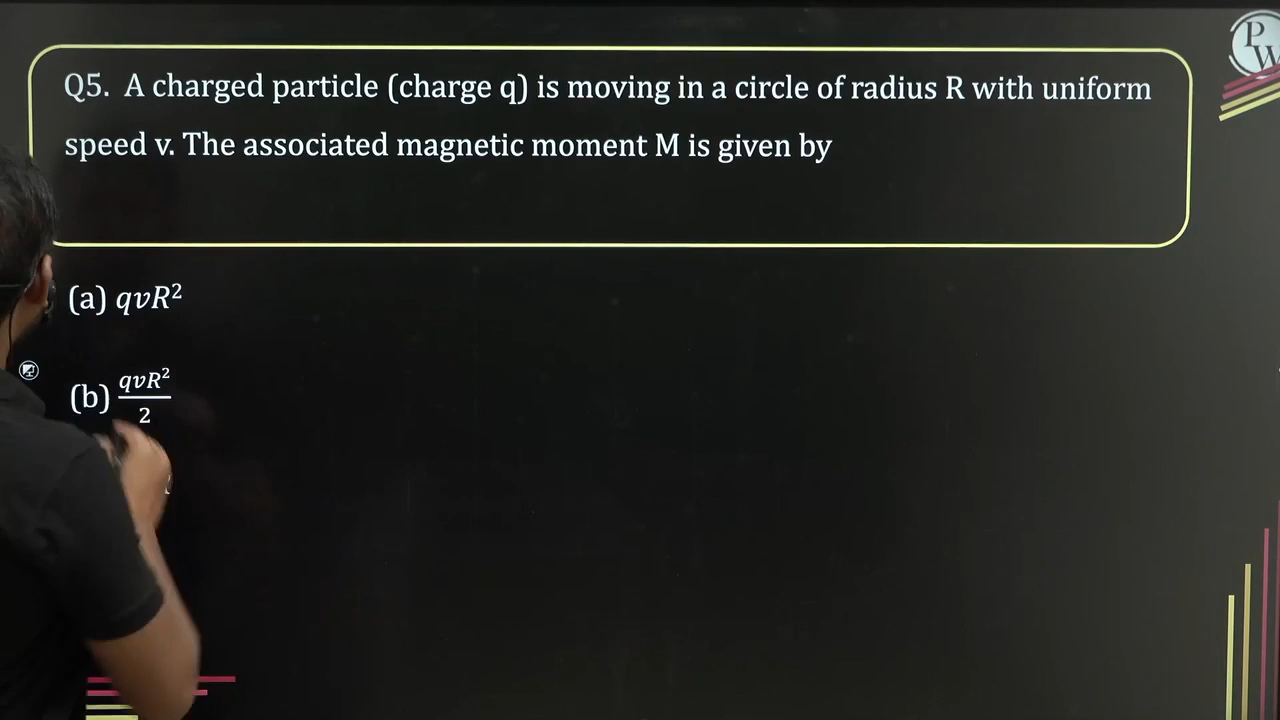 Q5. A charged particle (charge q) is moving in a circle of radius R with uniform
speed v. The associated magnetic moment M is given by
(a) qvR²
(b) qvR²/2
PW